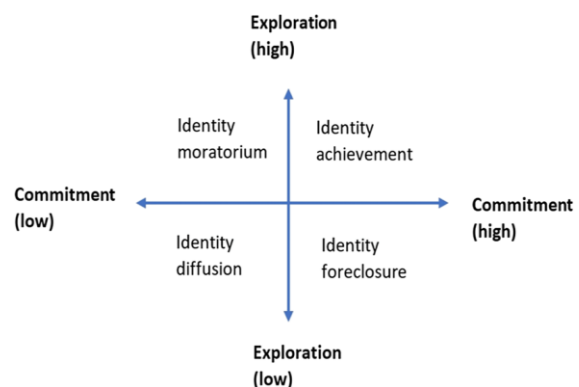 Exploration
(high)
Identity
moratorium
Identity
achievement
Commitment
(low)
Commitment
(high)
Identity
diffusion
Identity
foreclosure
Exploration
(low)